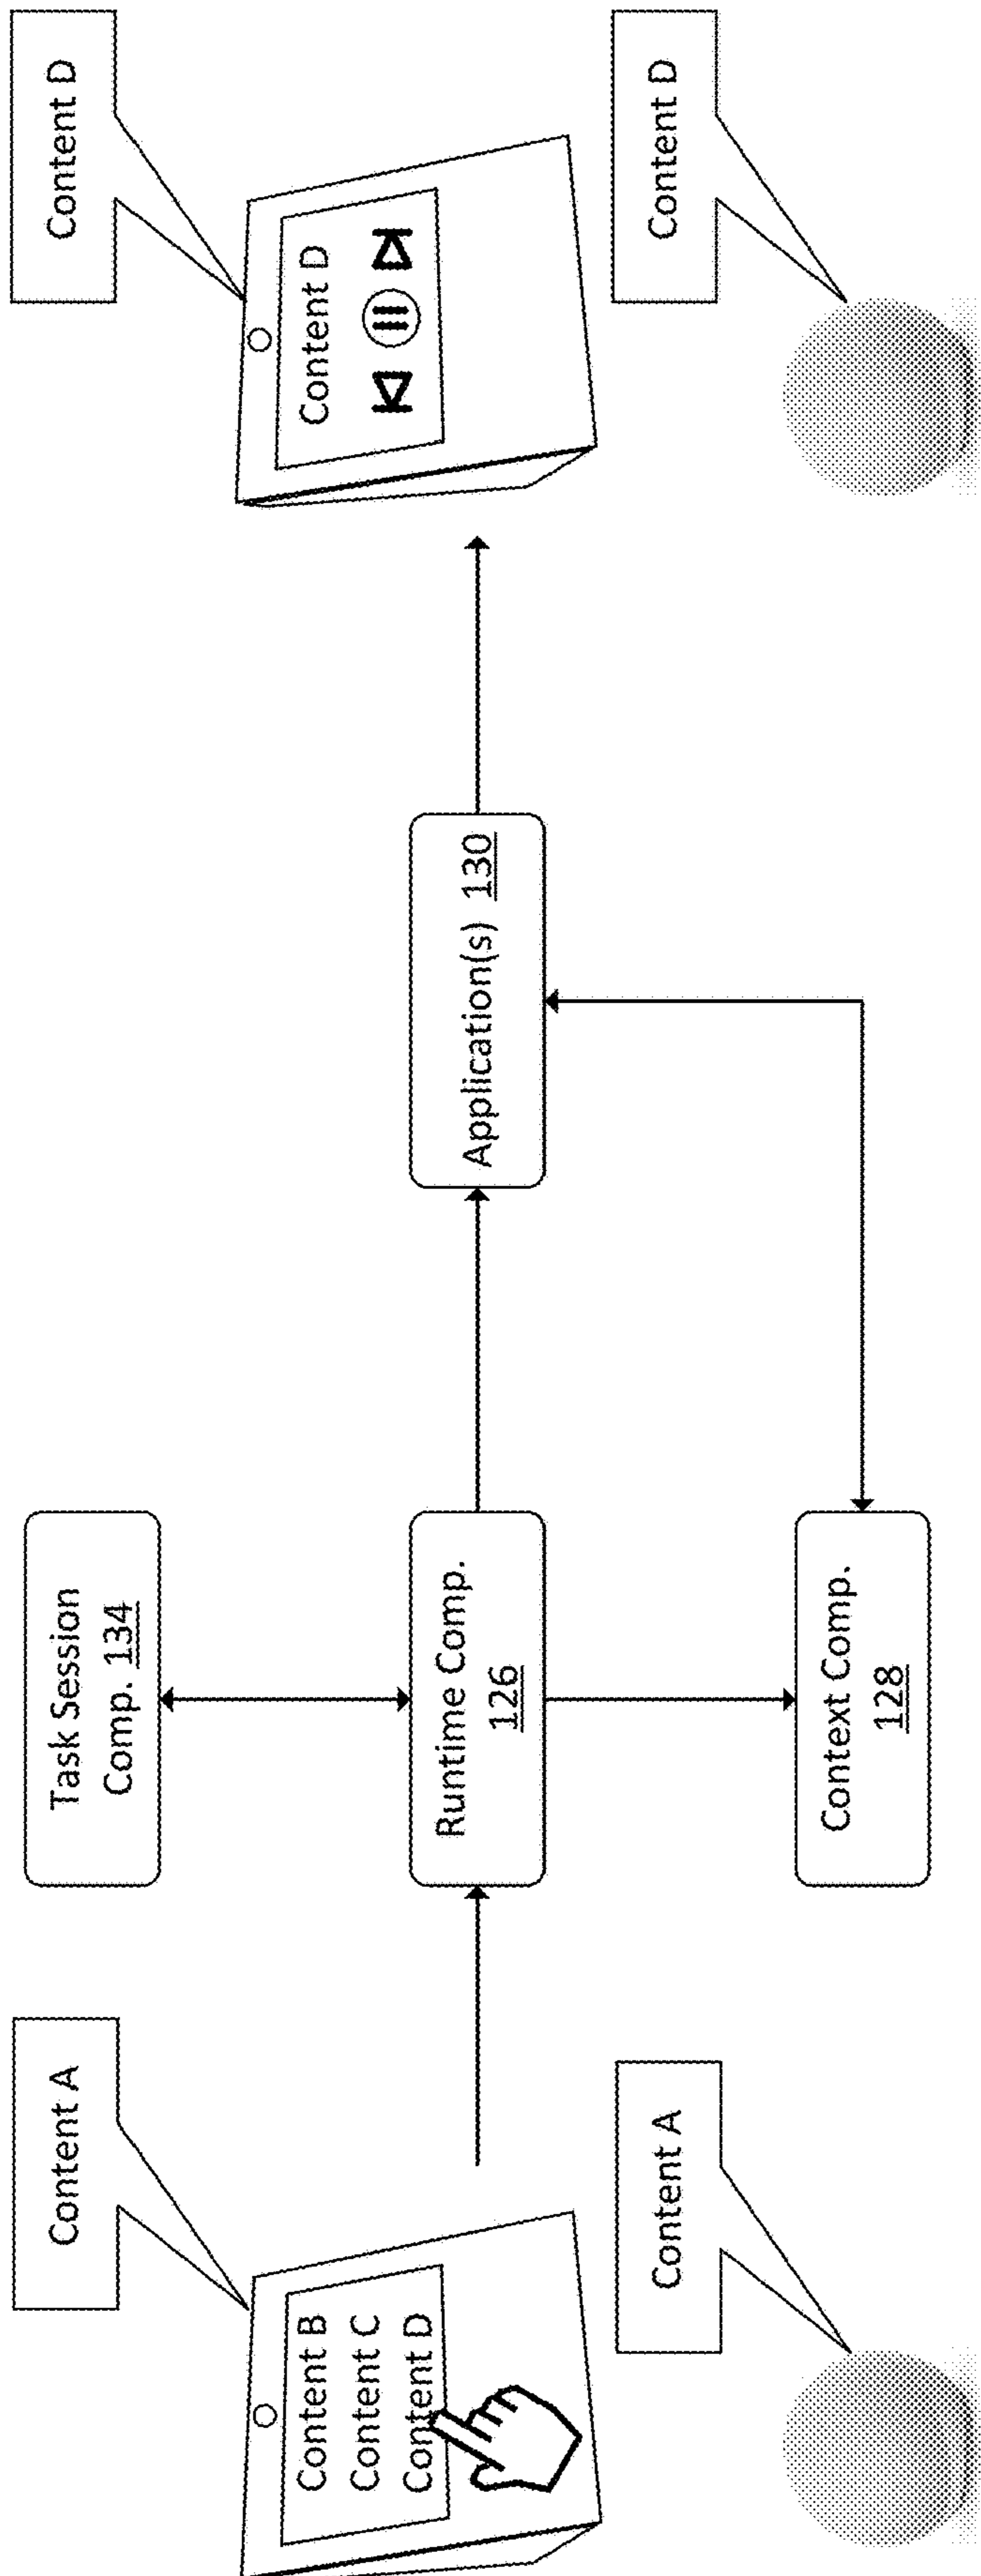 Content A
Content B
Content C
Content D
Content A
Task Session
Comp. 134
Runtime Comp.
126
Context Comp.
128
Application(s) 130
Content D
Content D
Content D